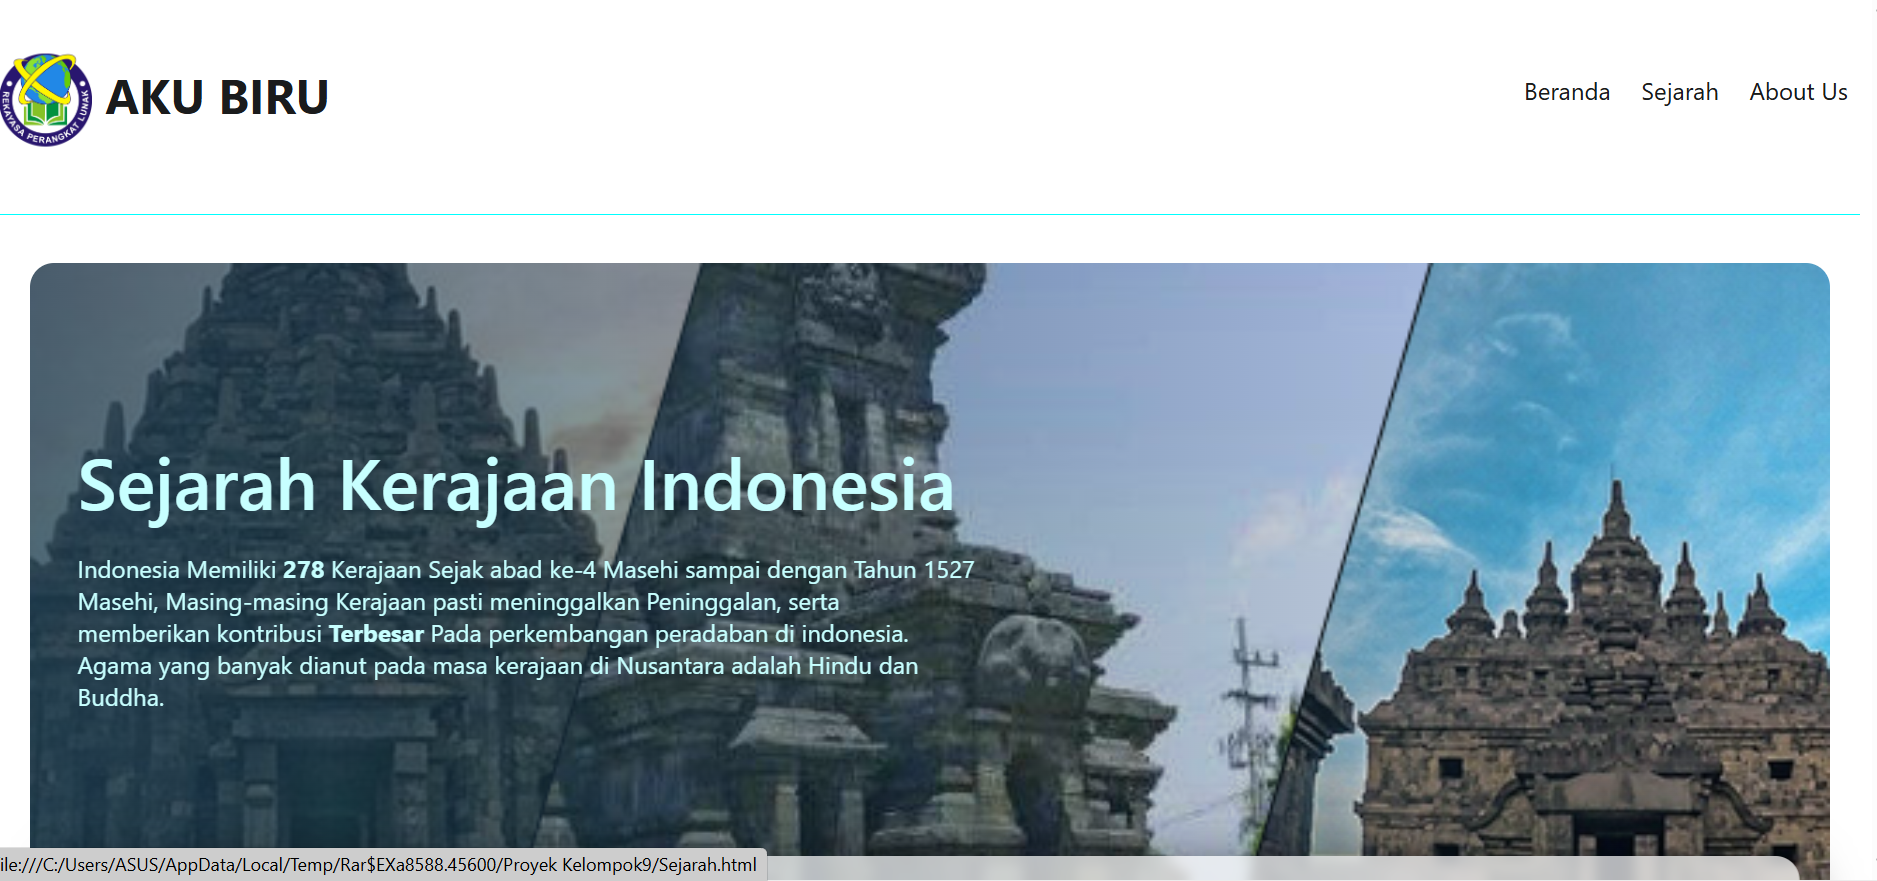 REKAYASA PERANGKAT LUNAK
AKU BIRU
Beranda Sejarah About Us
Sejarah Kerajaan Indonesia
Indonesia Memiliki 278 Kerajaan Sejak abad ke-4 Masehi sampai dengan Tahun 1527
Masehi, Masing-masing Kerajaan pasti meninggalkan Peninggalan, serta
memberikan kontribusi Terbesar Pada perkembangan peradaban di indonesia.
Agama yang banyak dianut pada masa kerajaan di Nusantara adalah Hindu dan
Buddha.
ile:///C:/Users/ASUS/AppData/Local/Temp/Rar$EXa8588.45600/Proyek Kelompok9/Sejarah.html